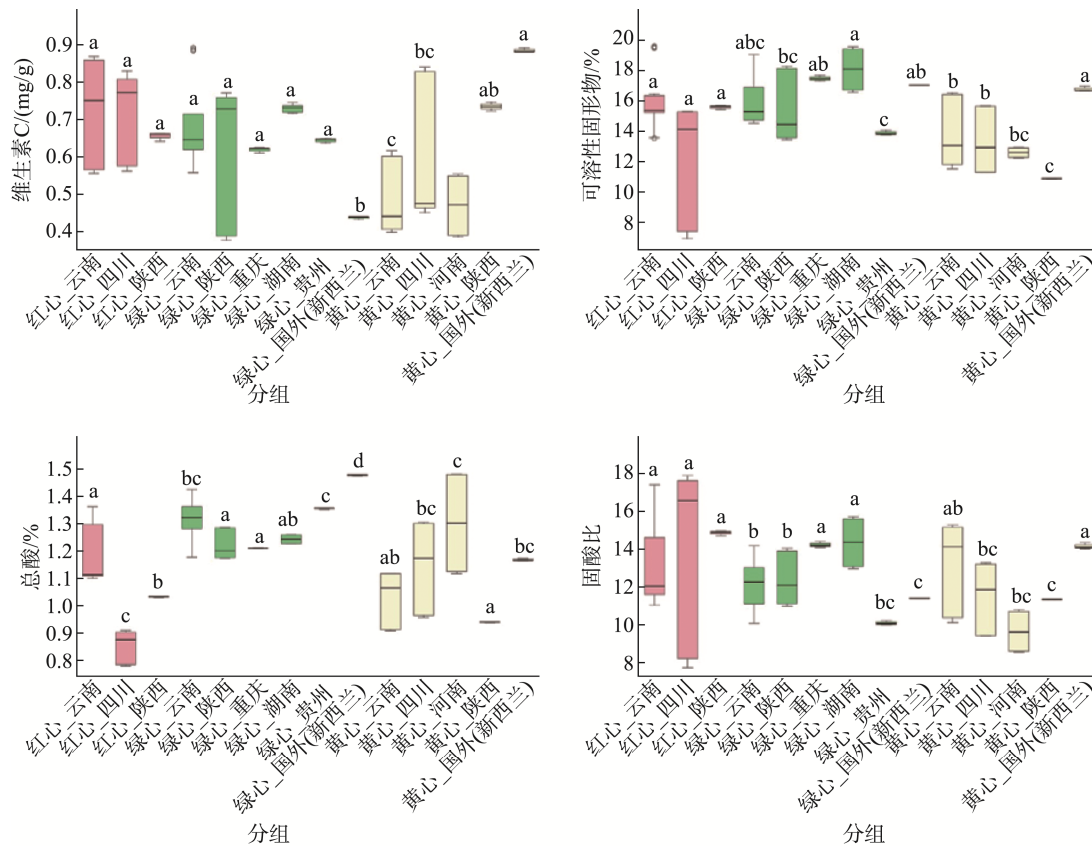 维生素C/(mg/g)
0.9
0.8
0.7
0.6
0.5
0.4
a a a a a a a a b c bc c ab a
红心_云南
红心_四川
红心_陕西
绿心_云南
绿心_陕西
绿心_重庆
绿心_湖南
绿心_贵州
绿心_国外(新西兰)
黄心_云南
黄心_四川
黄心_河南
黄心_陕西
黄心_国外(新西兰)
分组
可溶性固形物/%
20
18
16
14
12
10
8
a a a abc bc ab a c ab b b bc c a
红心_云南
红心_四川
红心_陕西
绿心_云南
绿心_陕西
绿心_重庆
绿心_湖南
绿心_贵州
绿心_国外(新西兰)
黄心_云南
黄心_四川
黄心_河南
黄心_陕西
黄心_国外(新西兰)
分组
总酸/%
1.5
1.4
1.3
1.2
1.1
1.0
0.9
0.8
a c b bc a a ab c d ab bc c a bc
红心_云南
红心_四川
红心_陕西
绿心_云南
绿心_陕西
绿心_重庆
绿心_湖南
绿心_贵州
绿心_国外(新西兰)
黄心_云南
黄心_四川
黄心_河南
黄心_陕西
黄心_国外(新西兰)
分组
固酸比
18
16
14
12
10
8
a a a b b a a bc c ab bc bc c a
红心_云南
红心_四川
红心_陕西
绿心_云南
绿心_陕西
绿心_重庆
绿心_湖南
绿心_贵州
绿心_国外(新西兰)
黄心_云南
黄心_四川
黄心_河南
黄心_陕西
黄心_国外(新西兰)
分组